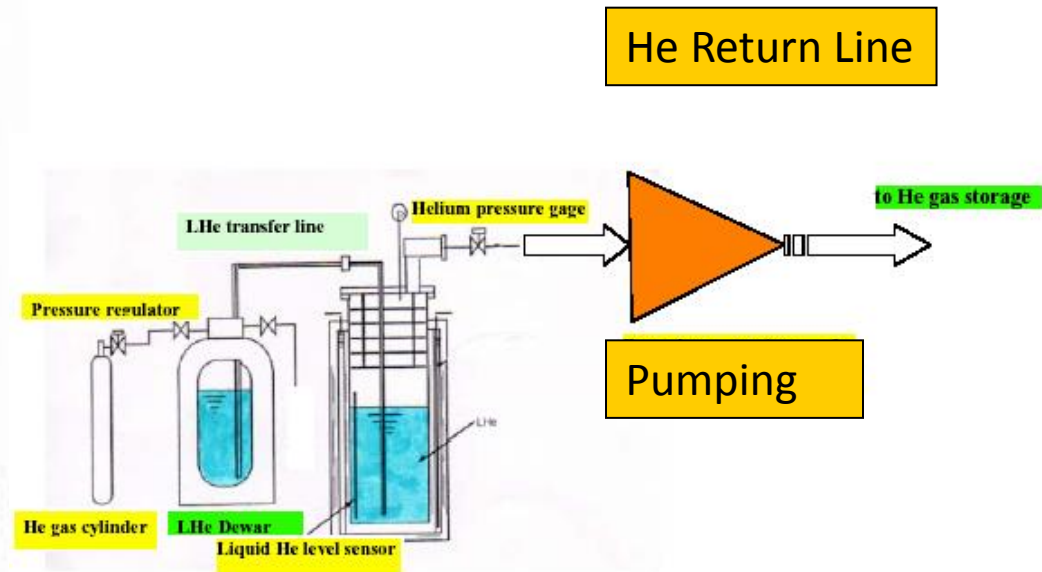 He Return Line
to He gas storage
Helium pressure gage
LHe transfer line
Pressure regulator
Pumping
LHe
He gas cylinder
LHe Dewar
Liquid He level sensor